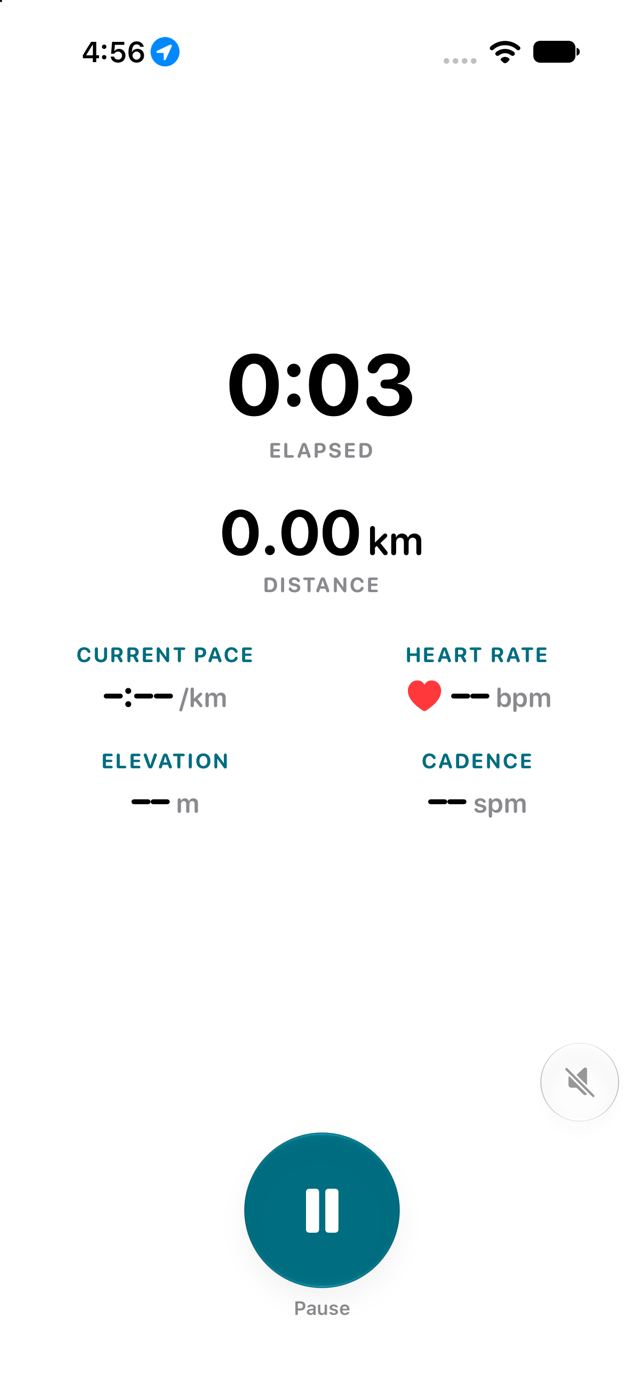 4:56
0:03
ELAPSED
0.00 km
DISTANCE
CURRENT PACE
HEART RATE
–:–– /km
–– bpm
ELEVATION
CADENCE
–– m
–– spm
Pause